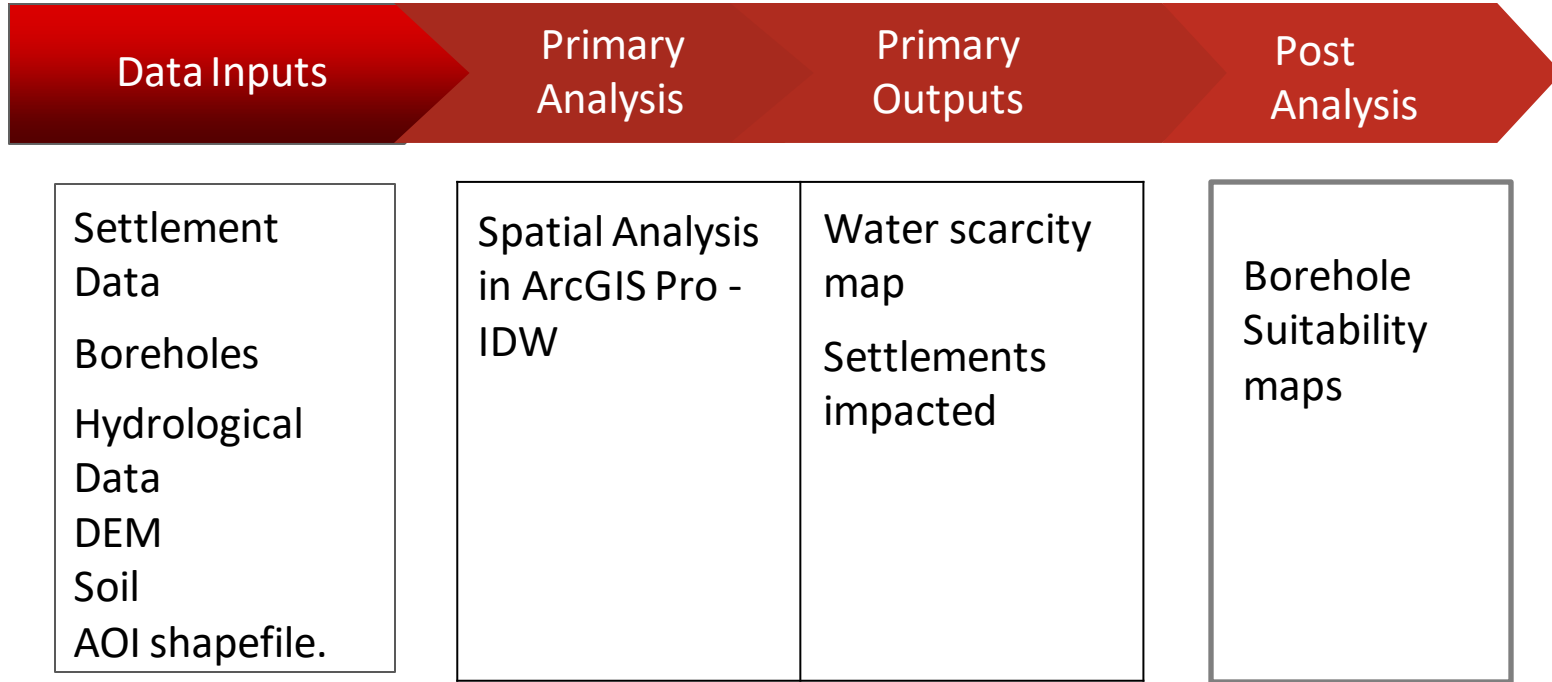 Data Inputs
Primary
Analysis
Primary
Outputs
Post
Analysis
Settlement
Data
Boreholes
Hydrological
Data
DEM
Soil
AOI shapefile.
Spatial Analysis
in ArcGIS Pro -
IDW
Water scarcity
map
Settlements
impacted
Borehole
Suitability
maps